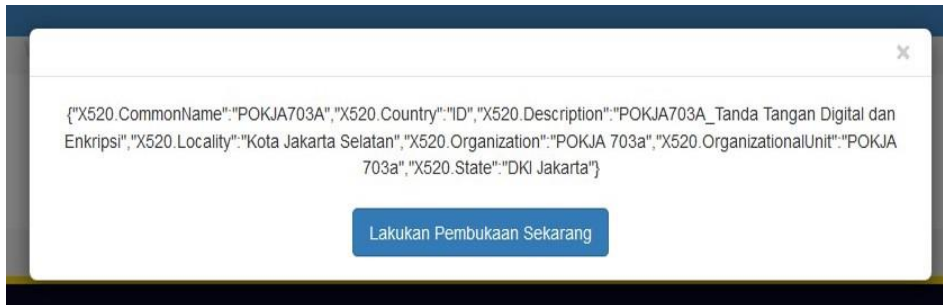 ×
{"X520.CommonName":"POKJA703A","X520.Country":"ID","X520.Description":"POKJA703A_Tanda Tangan Digital dan
Enkripsi","X520.Locality":"Kota Jakarta Selatan","X520.Organization":"POKJA 703a","X520.OrganizationalUnit":"POKJA
703a","X520.State":"DKI Jakarta"}
Lakukan Pembukaan Sekarang